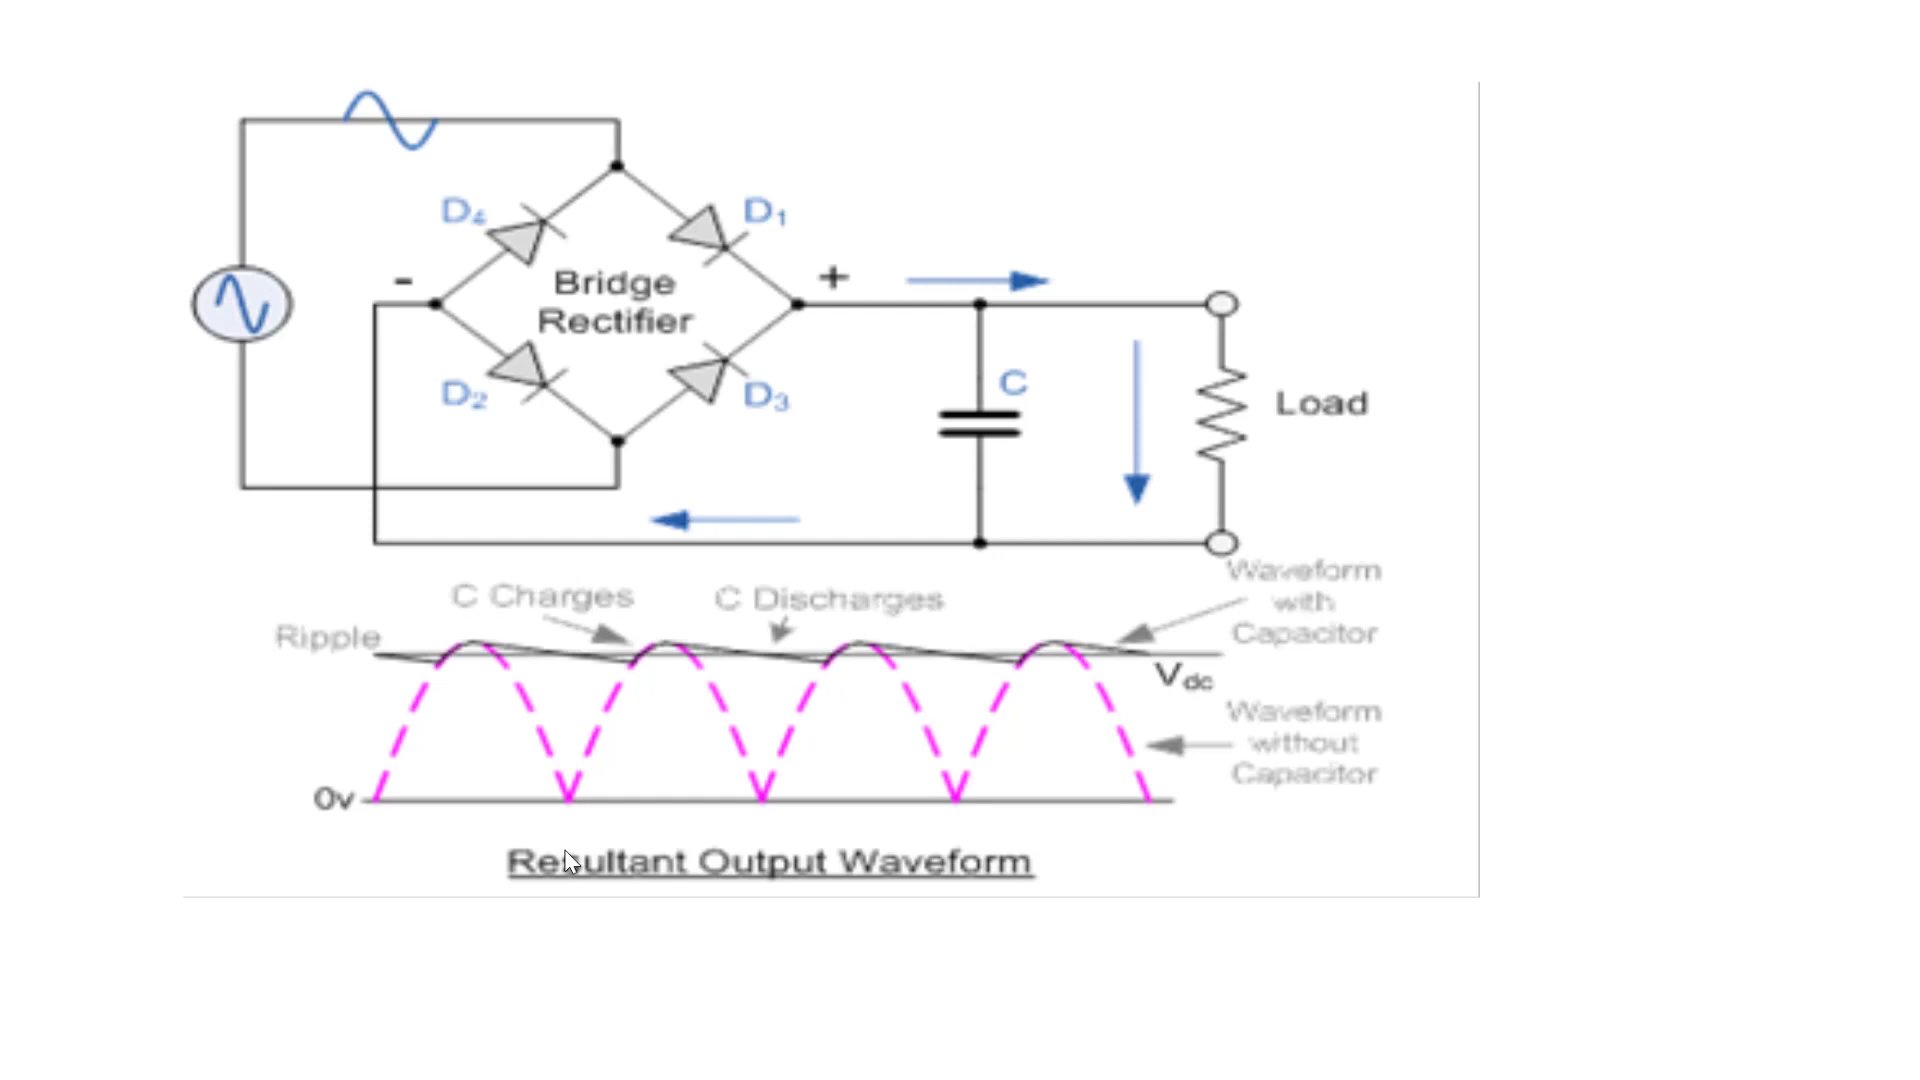 D4
D1
-
+
Bridge
Rectifier
D2
D3
C
Load
C Charges
C Discharges
Waveform
with
Capacitor
Ripple
Vdc
Waveform
without
Capacitor
0v
Resultant Output Waveform